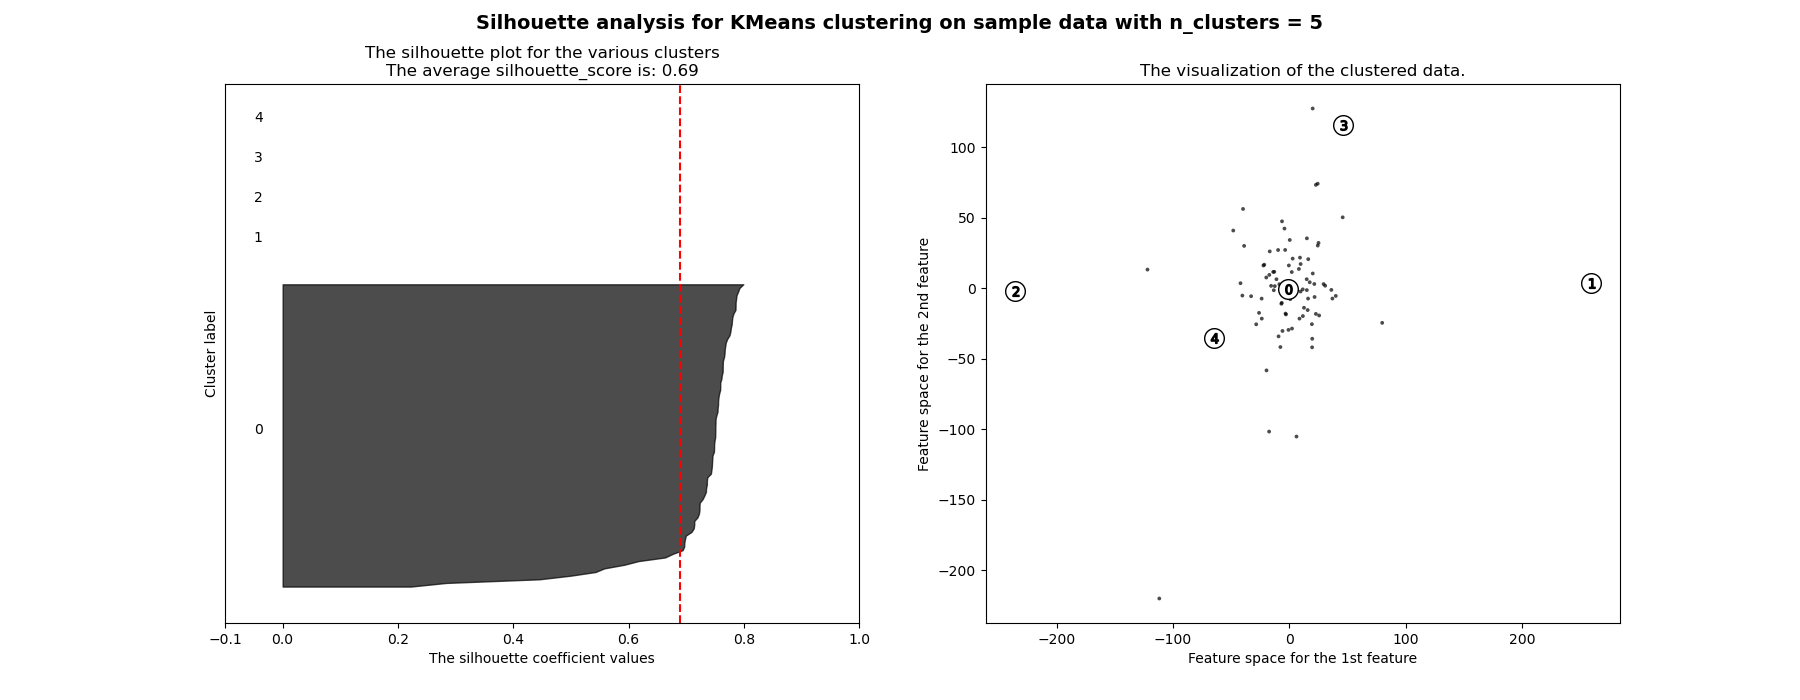 Silhouette analysis for KMeans clustering on sample data with n_clusters = 5
The silhouette plot for the various clusters
The average silhouette_score is: 0.69
4
3
2
1
0
Cluster label
−0.1 0.0 0.2 0.4 0.6 0.8 1.0
The silhouette coefficient values
The visualization of the clustered data.
100
50
0
−50
−100
−150
−200
Feature space for the 2nd feature
3
1
0
2
4
−200 −100 0 100 200
Feature space for the 1st feature